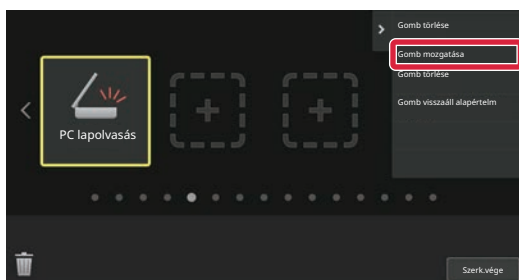 Gomb törlése
Gomb mozgatása
Gomb törlése
Gomb visszaáll alapértelm
PC lapolvasás
Szerk.vége